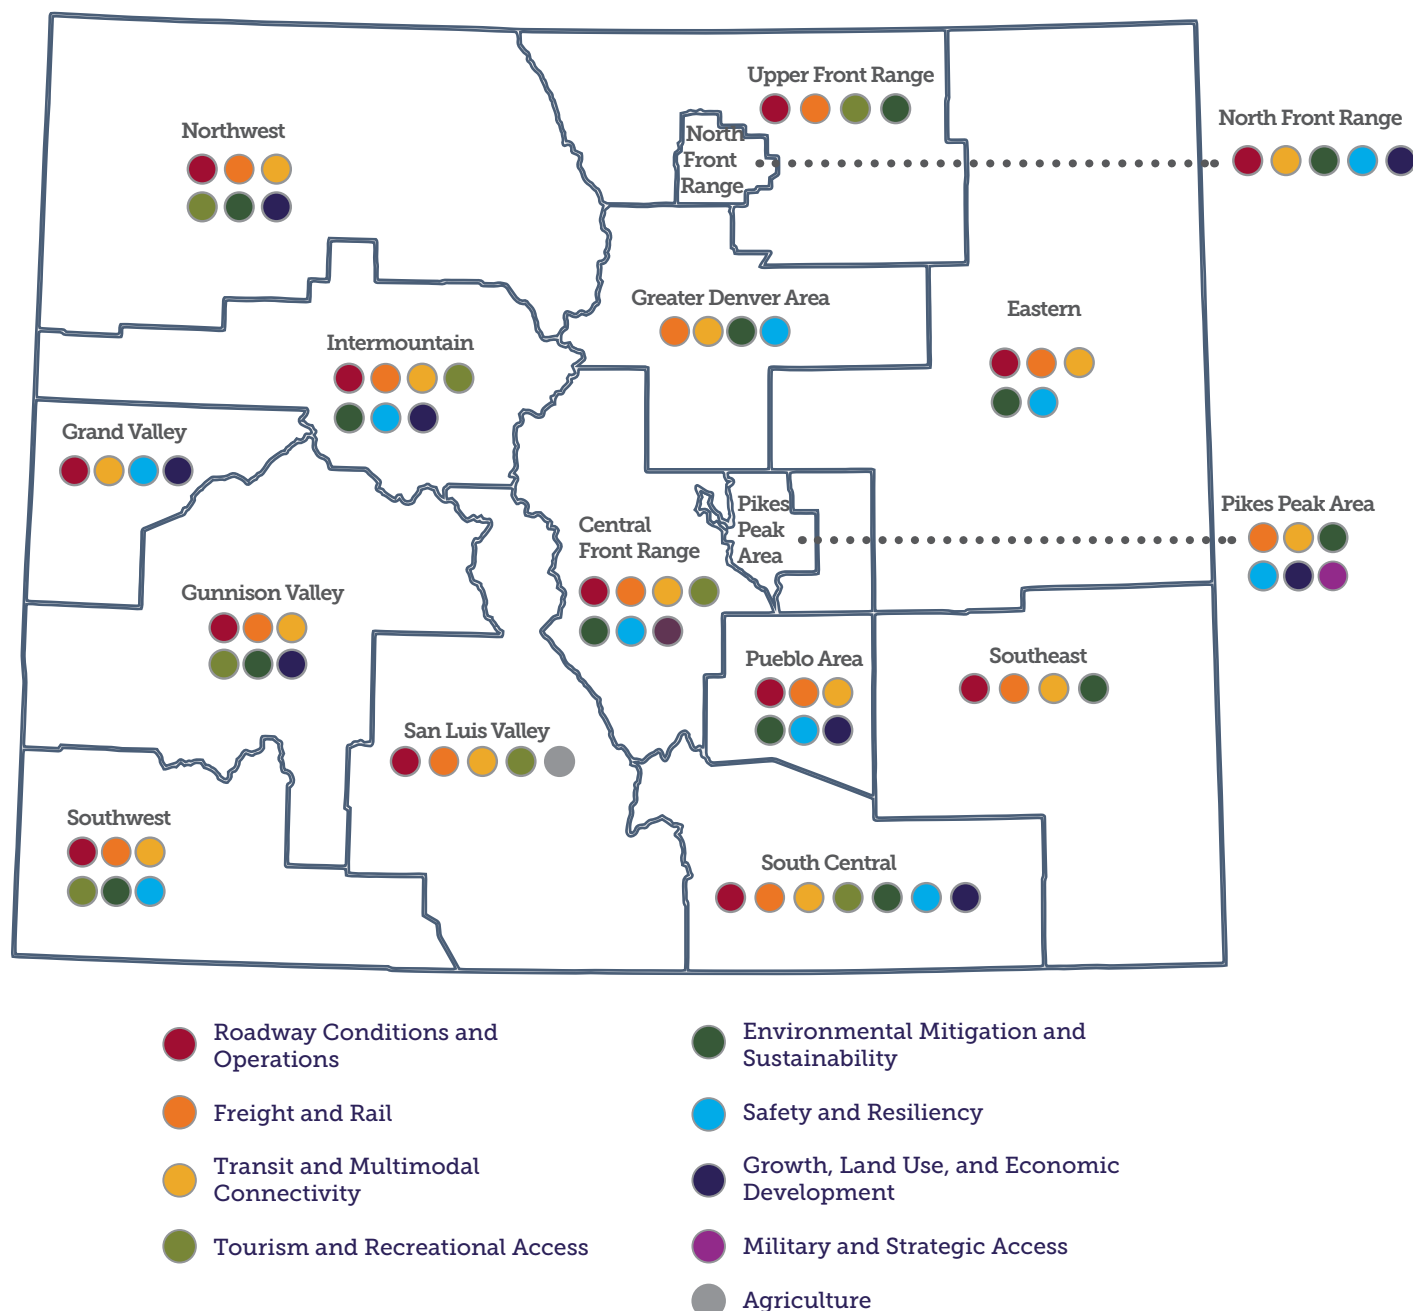 Upper Front Range
North Front Range
Northwest
North
Front
Range
Greater Denver Area
Eastern
Intermountain
Grand Valley
Pikes Peak Area
Pikes
Peak
Area
Central
Front Range
Gunnison Valley
Pueblo Area
Southeast
San Luis Valley
Southwest
South Central
Roadway Conditions and
Operations
Freight and Rail
Transit and Multimodal
Connectivity
Tourism and Recreational Access
Environmental Mitigation and
Sustainability
Safety and Resiliency
Growth, Land Use, and Economic
Development
Military and Strategic Access
Agriculture